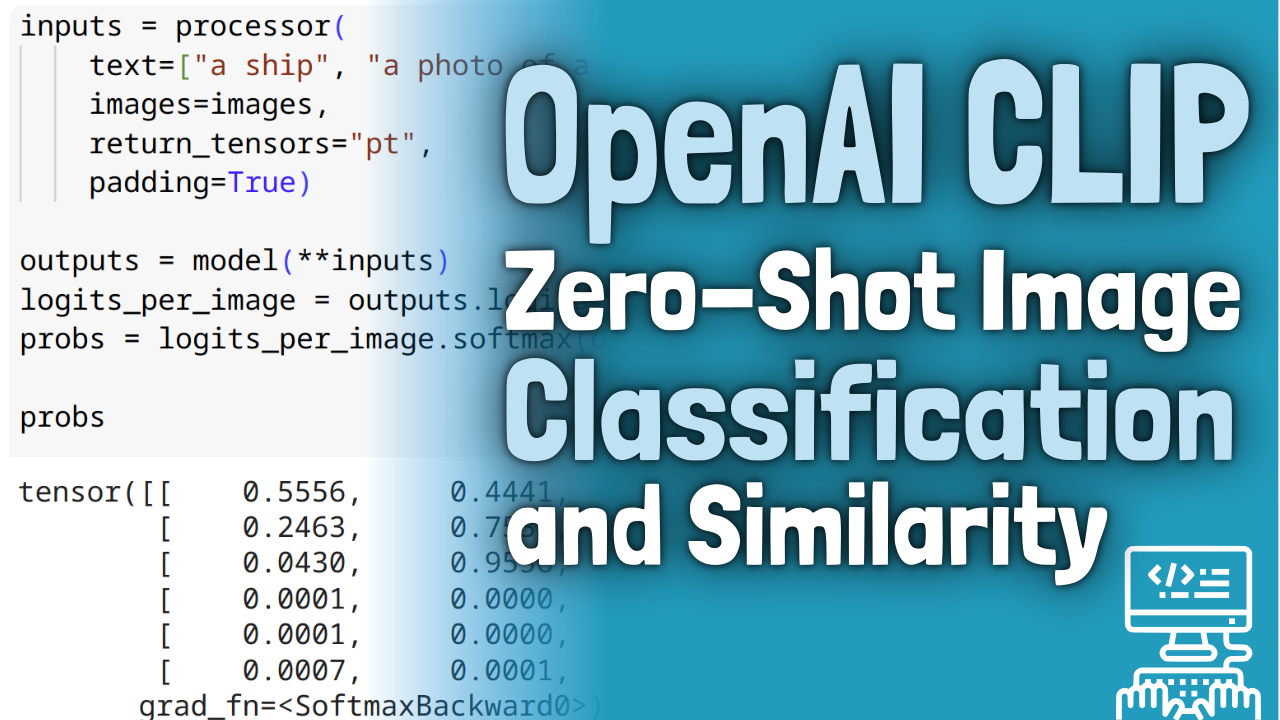 inputs = processor(
text=["a ship", "a photo of a
images=images,
return_tensors="pt",
padding=True)
outputs = model(**inputs)
logits_per_image = outputs.logi
probs = logits_per_image.softmax(
probs
tensor([[ 0.5556, 0.4441,
[ 0.2463,
[ 0.0430,
[ 0.0001, 0.0000,
[ 0.0001, 0.0000,
[ 0.0007, 0.0001,
grad_fn=<SoftmaxBackward0>)
OpenAI CLIP
Zero-Shot Image
Classification
and Similarity
</>